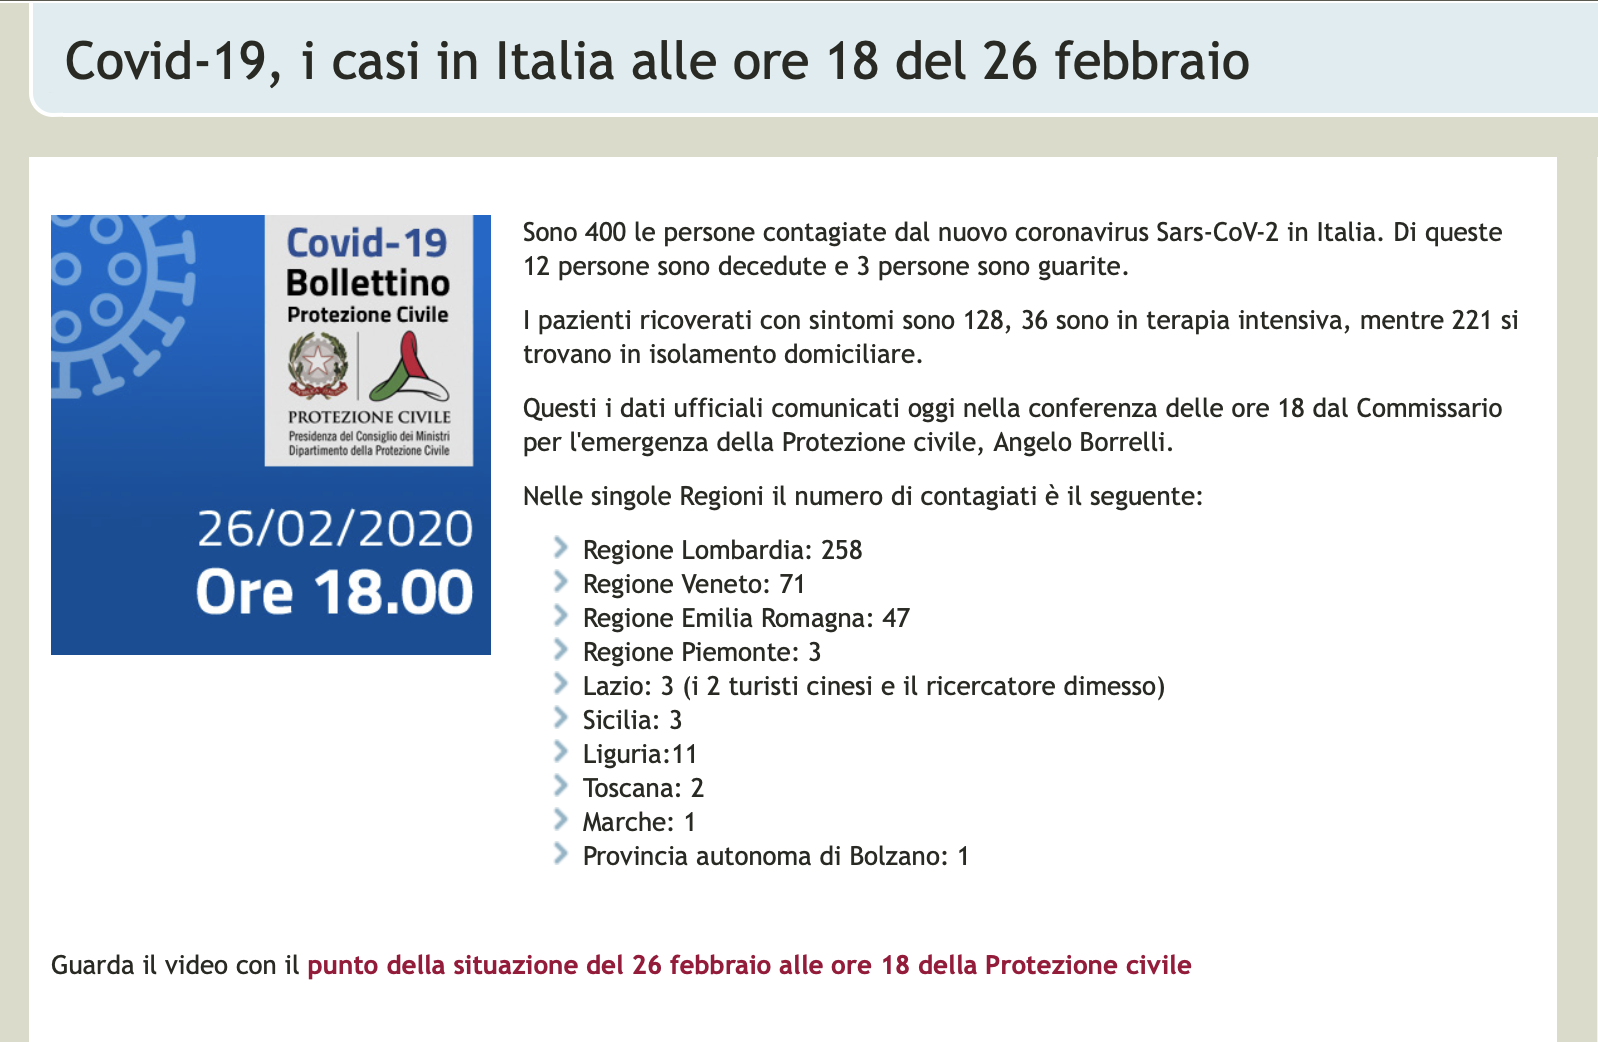 Covid-19, i casi in Italia alle ore 18 del 26 febbraio
Covid-19
Bollettino
Protezione Civile
PROTEZIONE CIVILE
Presidenza del Consiglio dei Ministri
Dipartimento della Protezione Civile
26/02/2020
Ore 18.00
Sono 400 le persone contagiate dal nuovo coronavirus Sars-CoV-2 in Italia. Di queste
12 persone sono decedute e 3 persone sono guarite.
I pazienti ricoverati con sintomi sono 128, 36 sono in terapia intensiva, mentre 221 si
trovano in isolamento domiciliare.
Questi i dati ufficiali comunicati oggi nella conferenza delle ore 18 dal Commissario
per l'emergenza della Protezione civile, Angelo Borrelli.
Nelle singole Regioni il numero di contagiati è il seguente:
Regione Lombardia: 258
Regione Veneto: 71
Regione Emilia Romagna: 47
Regione Piemonte: 3
Lazio: 3 (i 2 turisti cinesi e il ricercatore dimesso)
Sicilia: 3
Liguria:11
Toscana: 2
Marche: 1
Provincia autonoma di Bolzano: 1
Guarda il video con il punto della situazione del 26 febbraio alle ore 18 della Protezione civile